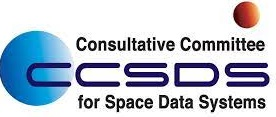 Consultative Committee
CCSDS
for Space Data Systems